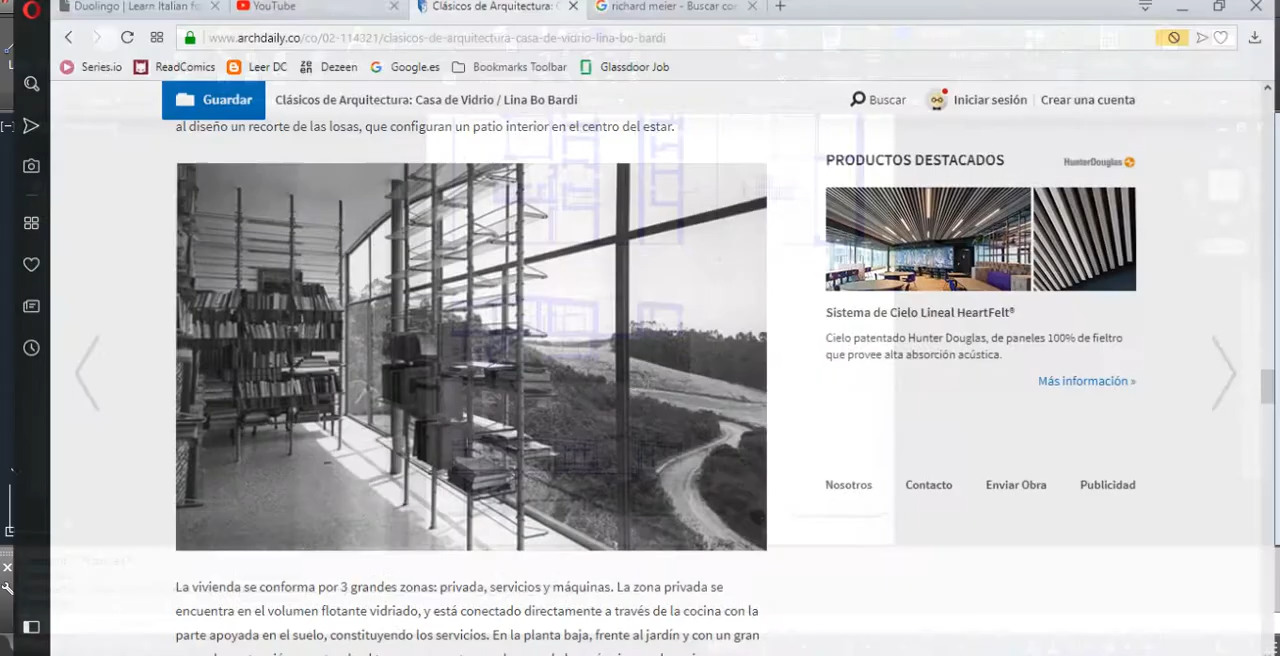 Duolingo | Learn Italian f
YouTube
Clásicos de Arquitectura: C
richard meier - Buscar con
www.archdaily.co/co/02-114321/clasicos-de-arquitectura-casa-de-vidrio-lina-bo-bardi
Series.io
ReadComics
Leer DC
Dezeen
Google.es
Bookmarks Toolbar
Glassdoor Job
Guardar
Clásicos de Arquitectura: Casa de Vidrio / Lina Bo Bardi
Buscar
Iniciar sesión
Crear una cuenta
al diseño un recorte de las losas, que configuran un patio interior en el centro del estar.
PRODUCTOS DESTACADOS
HunterDouglas
Sistema de Cielo Lineal HeartFelt®
Cielo patentado Hunter Douglas, de paneles 100% de fieltro
que provee alta absorción acústica.
Más información »
Nosotros
Contacto
Enviar Obra
Publicidad
La vivienda se conforma por 3 grandes zonas: privada, servicios y máquinas. La zona privada se
encuentra en el volumen flotante vidriado, y está conectado directamente a través de la cocina con la
parte apoyada en el suelo, constituyendo los servicios. En la planta baja, frente al jardín y con un gran